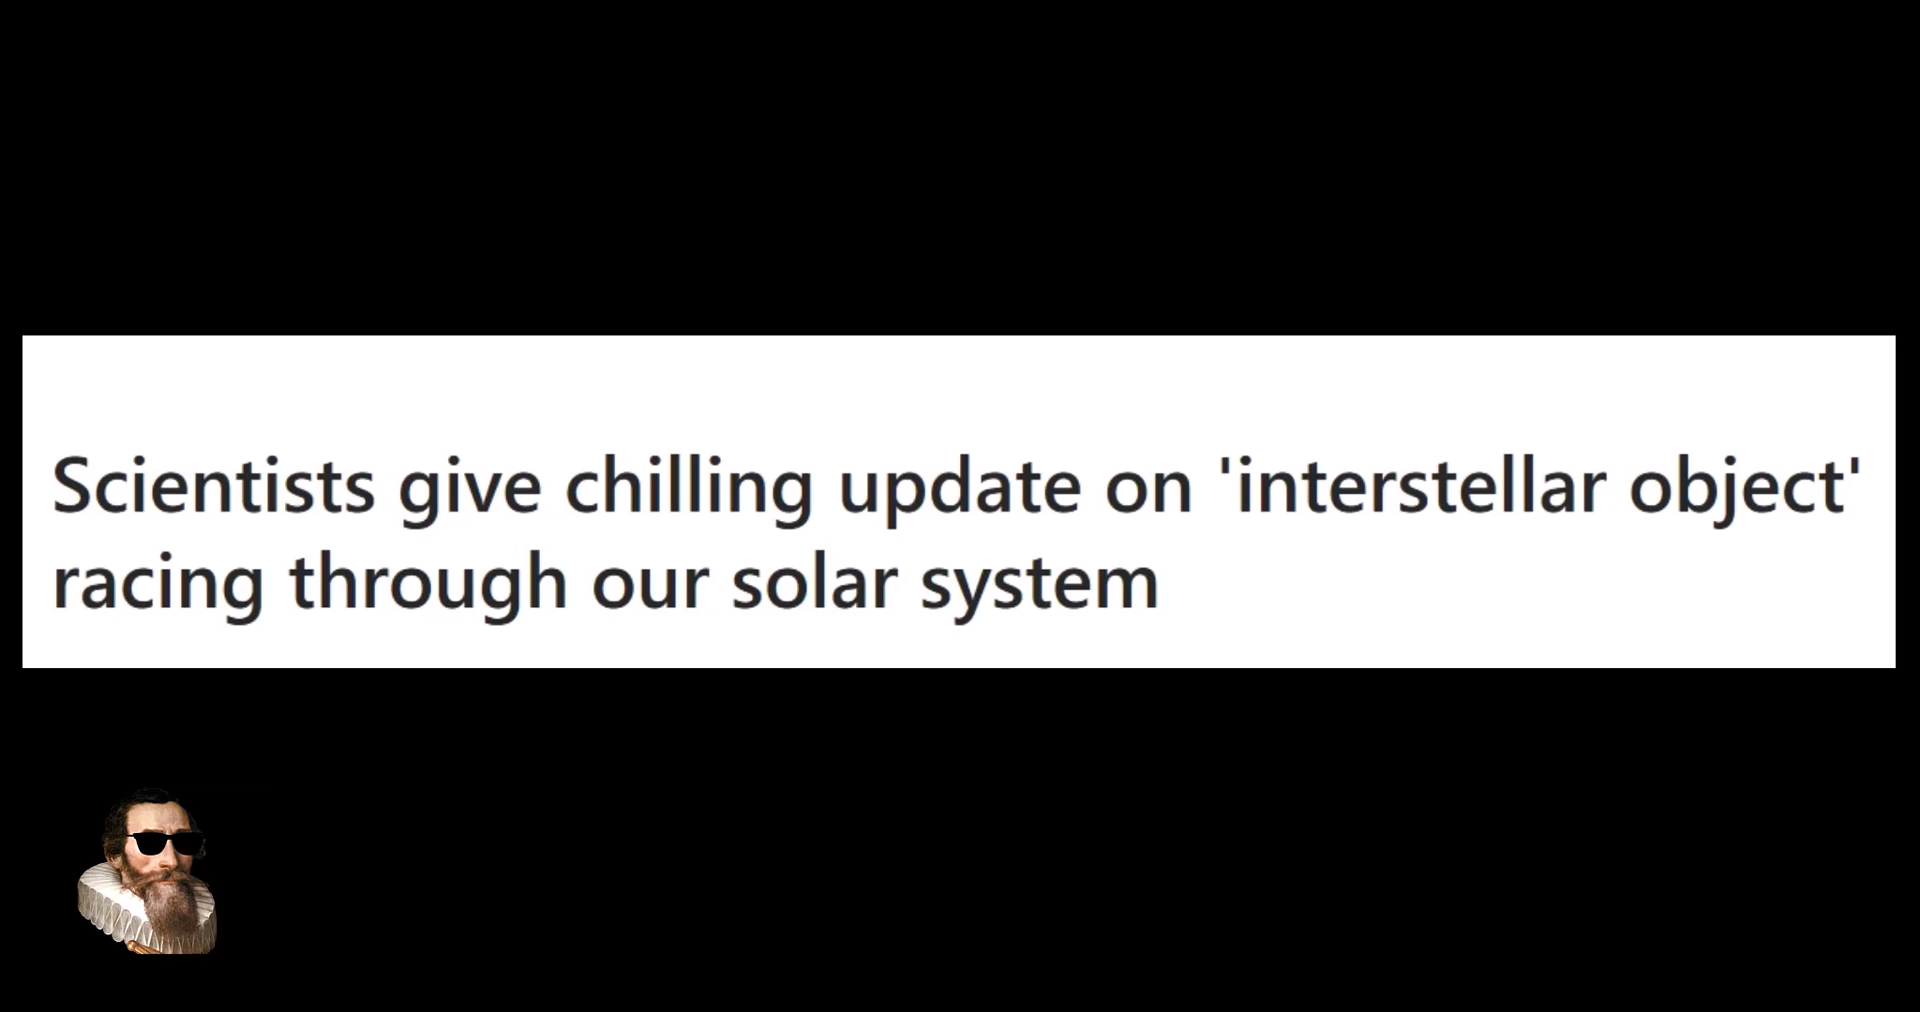 Scientists give chilling update on 'interstellar object'
racing through our solar system